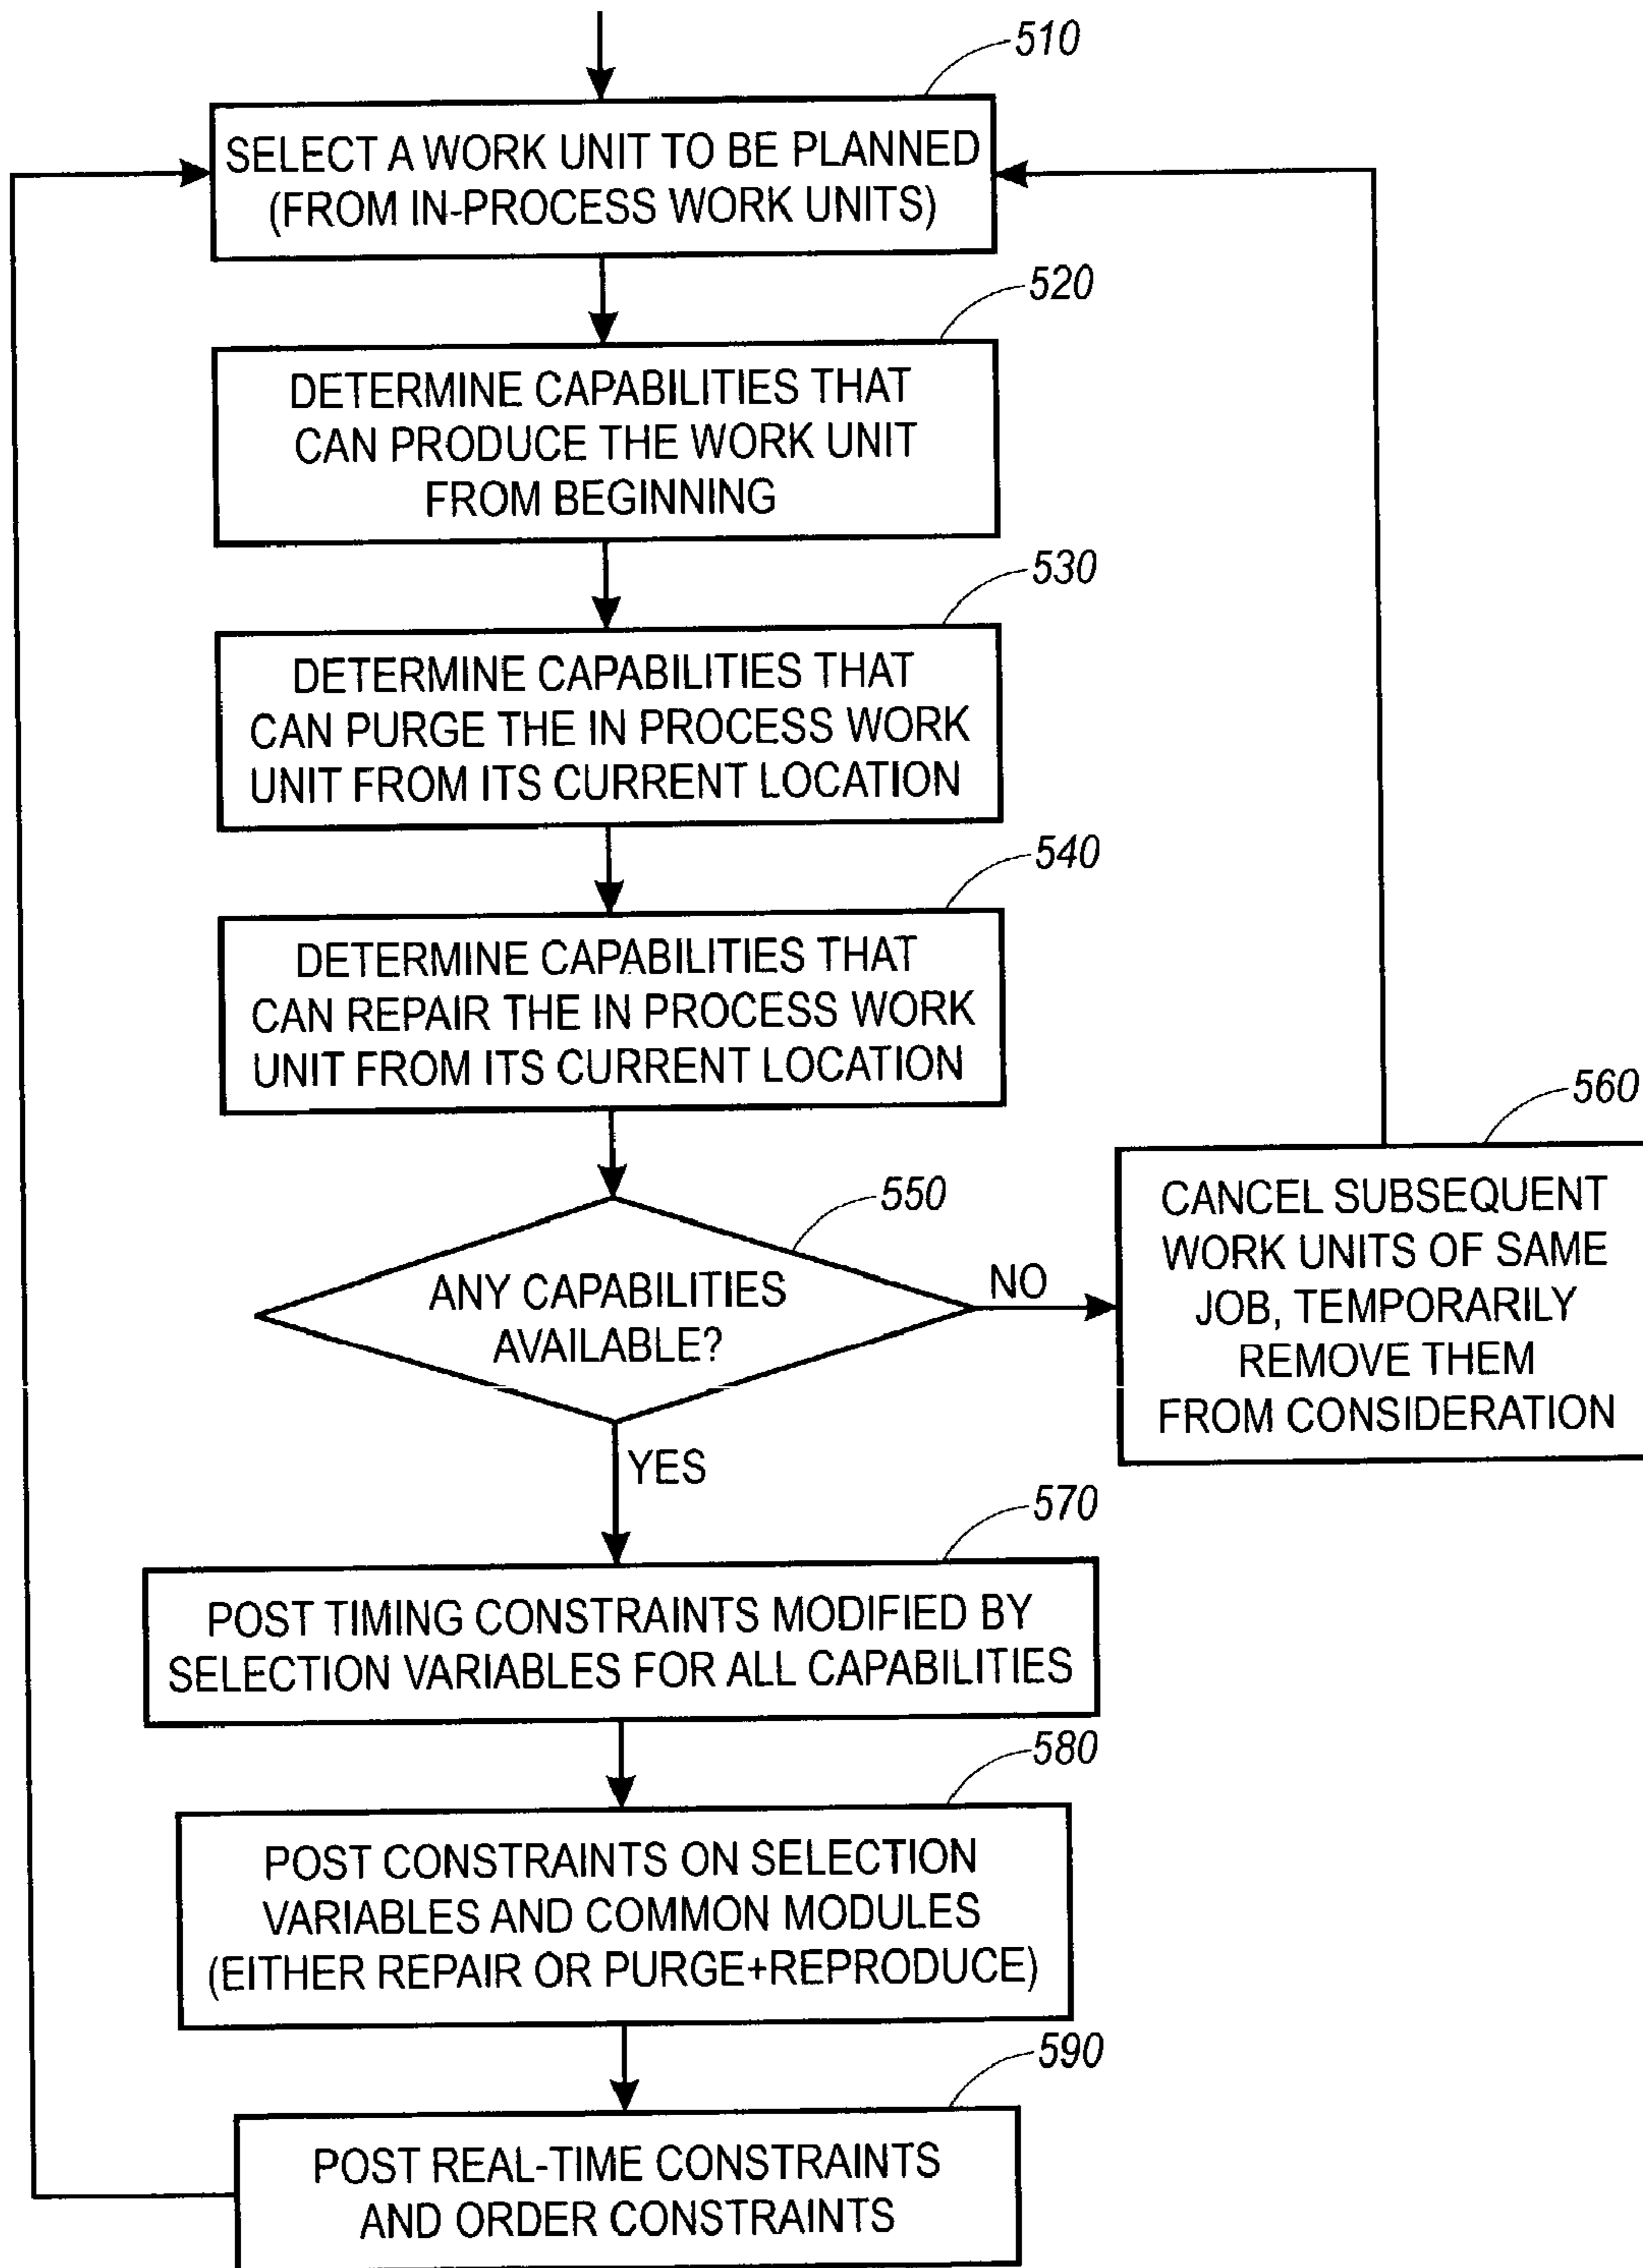 510
SELECT A WORK UNIT TO BE PLANNED
(FROM IN-PROCESS WORK UNITS)
520
DETERMINE CAPABILITIES THAT
CAN PRODUCE THE WORK UNIT
FROM BEGINNING
530
DETERMINE CAPABILITIES THAT
CAN PURGE THE IN PROCESS WORK
UNIT FROM ITS CURRENT LOCATION
540
DETERMINE CAPABILITIES THAT
CAN REPAIR THE IN PROCESS WORK
UNIT FROM ITS CURRENT LOCATION
550
ANY CAPABILITIES
AVAILABLE?
NO
560
CANCEL SUBSEQUENT
WORK UNITS OF SAME
JOB, TEMPORARILY
REMOVE THEM
FROM CONSIDERATION
YES
570
POST TIMING CONSTRAINTS MODIFIED BY
SELECTION VARIABLES FOR ALL CAPABILITIES
580
POST CONSTRAINTS ON SELECTION
VARIABLES AND COMMON MODULES
(EITHER REPAIR OR PURGE+REPRODUCE)
590
POST REAL-TIME CONSTRAINTS
AND ORDER CONSTRAINTS